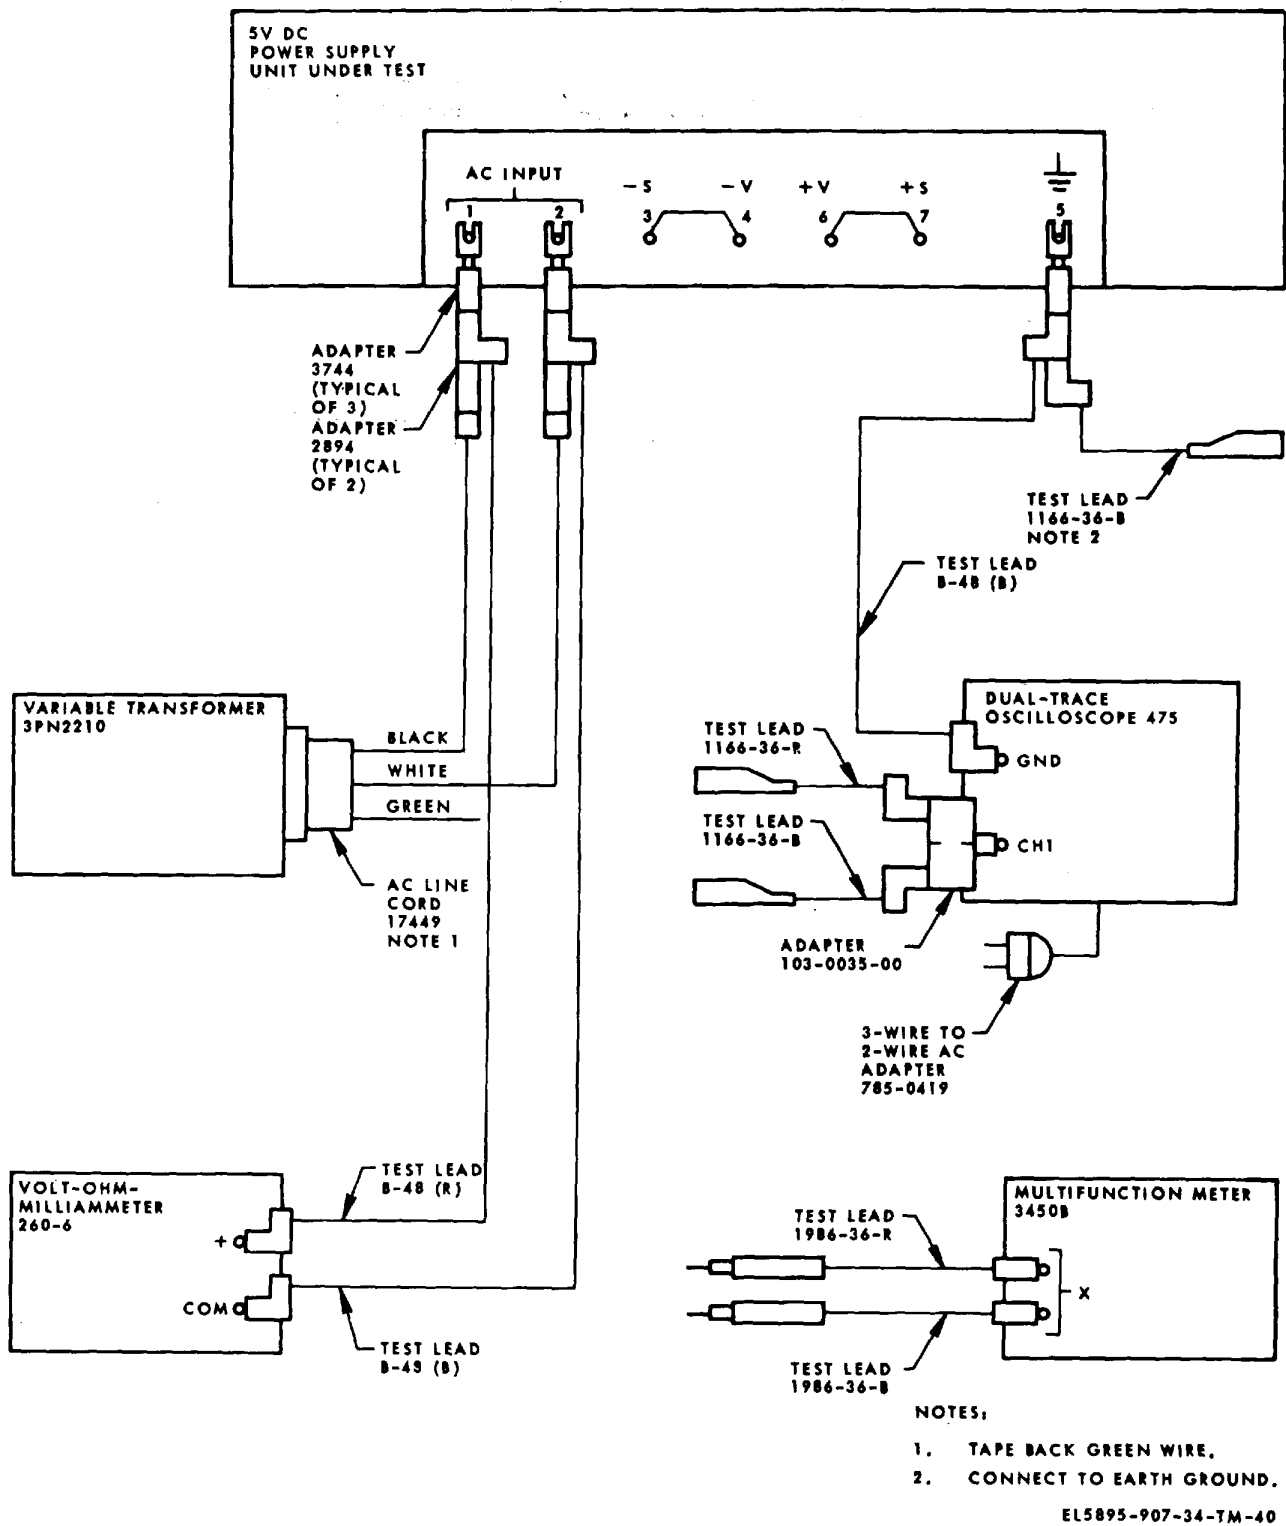 5V DC
POWER SUPPLY
UNIT UNDER TEST
AC INPUT
1
2
-S
-V
+V
+S
3
4
6
7
5
ADAPTER
3744
(TYPICAL
OF 3)
ADAPTER
2894
(TYPICAL
OF 2)
TEST LEAD
1166-36-B
NOTE 2
TEST LEAD
B-48 (B)
VARIABLE TRANSFORMER
3PN2210
BLACK
WHITE
GREEN
AC LINE
CORD
17449
NOTE 1
DUAL-TRACE
OSCILLOSCOPE 475
GND
CH1
TEST LEAD
1166-36-R
TEST LEAD
1166-36-B
ADAPTER
103-0035-00
3-WIRE TO
2-WIRE AC
ADAPTER
785-0419
VOLT-OHM-
MILLIAMMETER
260-6
+
COM
TEST LEAD
B-48 (R)
TEST LEAD
B-48 (B)
MULTIFUNCTION METER
3450B
X
TEST LEAD
1986-36-R
TEST LEAD
1986-36-B
NOTES:
1. TAPE BACK GREEN WIRE.
2. CONNECT TO EARTH GROUND.
EL5895-907-34-TM-40